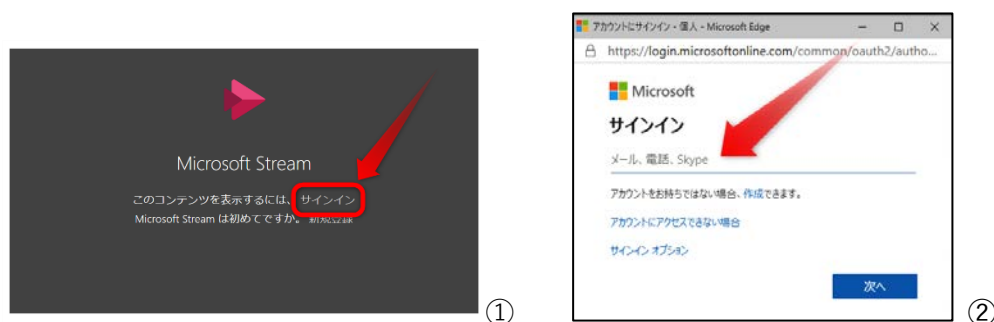 Microsoft Stream
このコンテンツを表示するには、サインイン
Microsoft Stream は初めてですか。 新規登録
①
アカウントにサインイン - 個人 - Microsoft Edge
https://login.microsoftonline.com/common/oauth2/autho...
Microsoft
サインイン
メール、電話、Skype
アカウントをお持ちではない場合、作成できます。
アカウントにアクセスできない場合
サインイン オプション
次へ
②